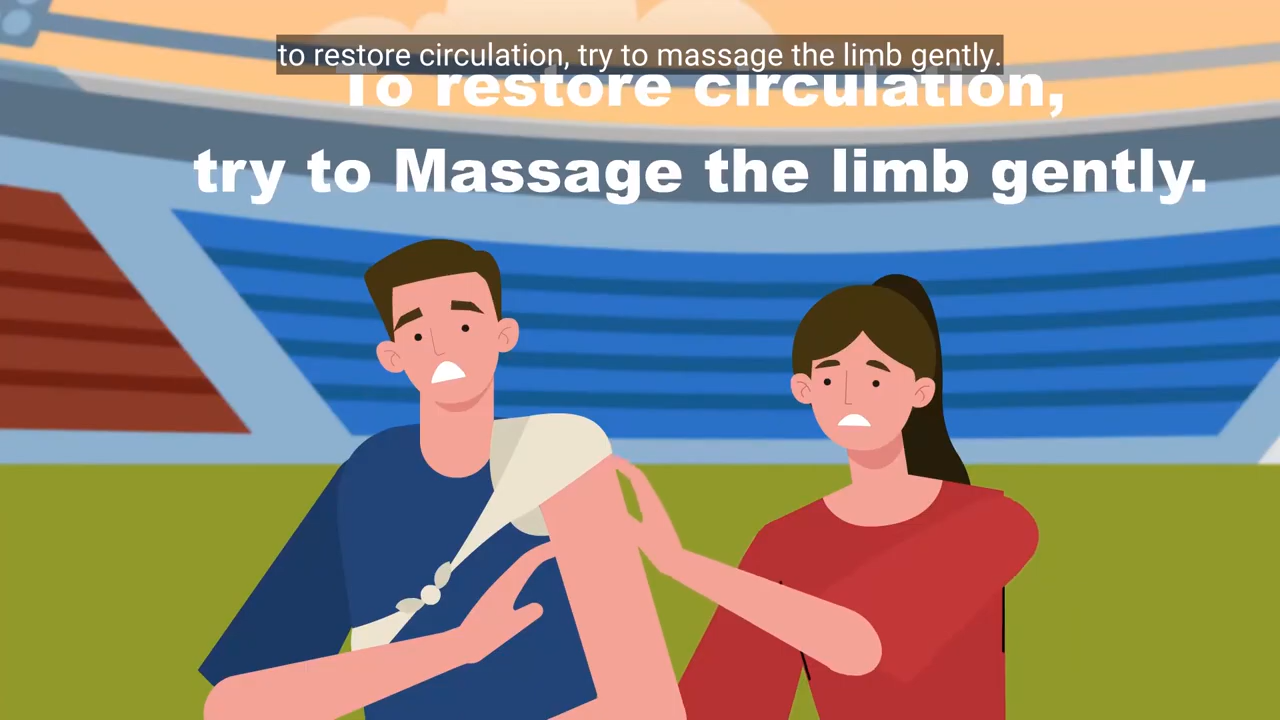 to restore circulation, try to massage the limb gently.
To restore circulation,
try to Massage the limb gently.